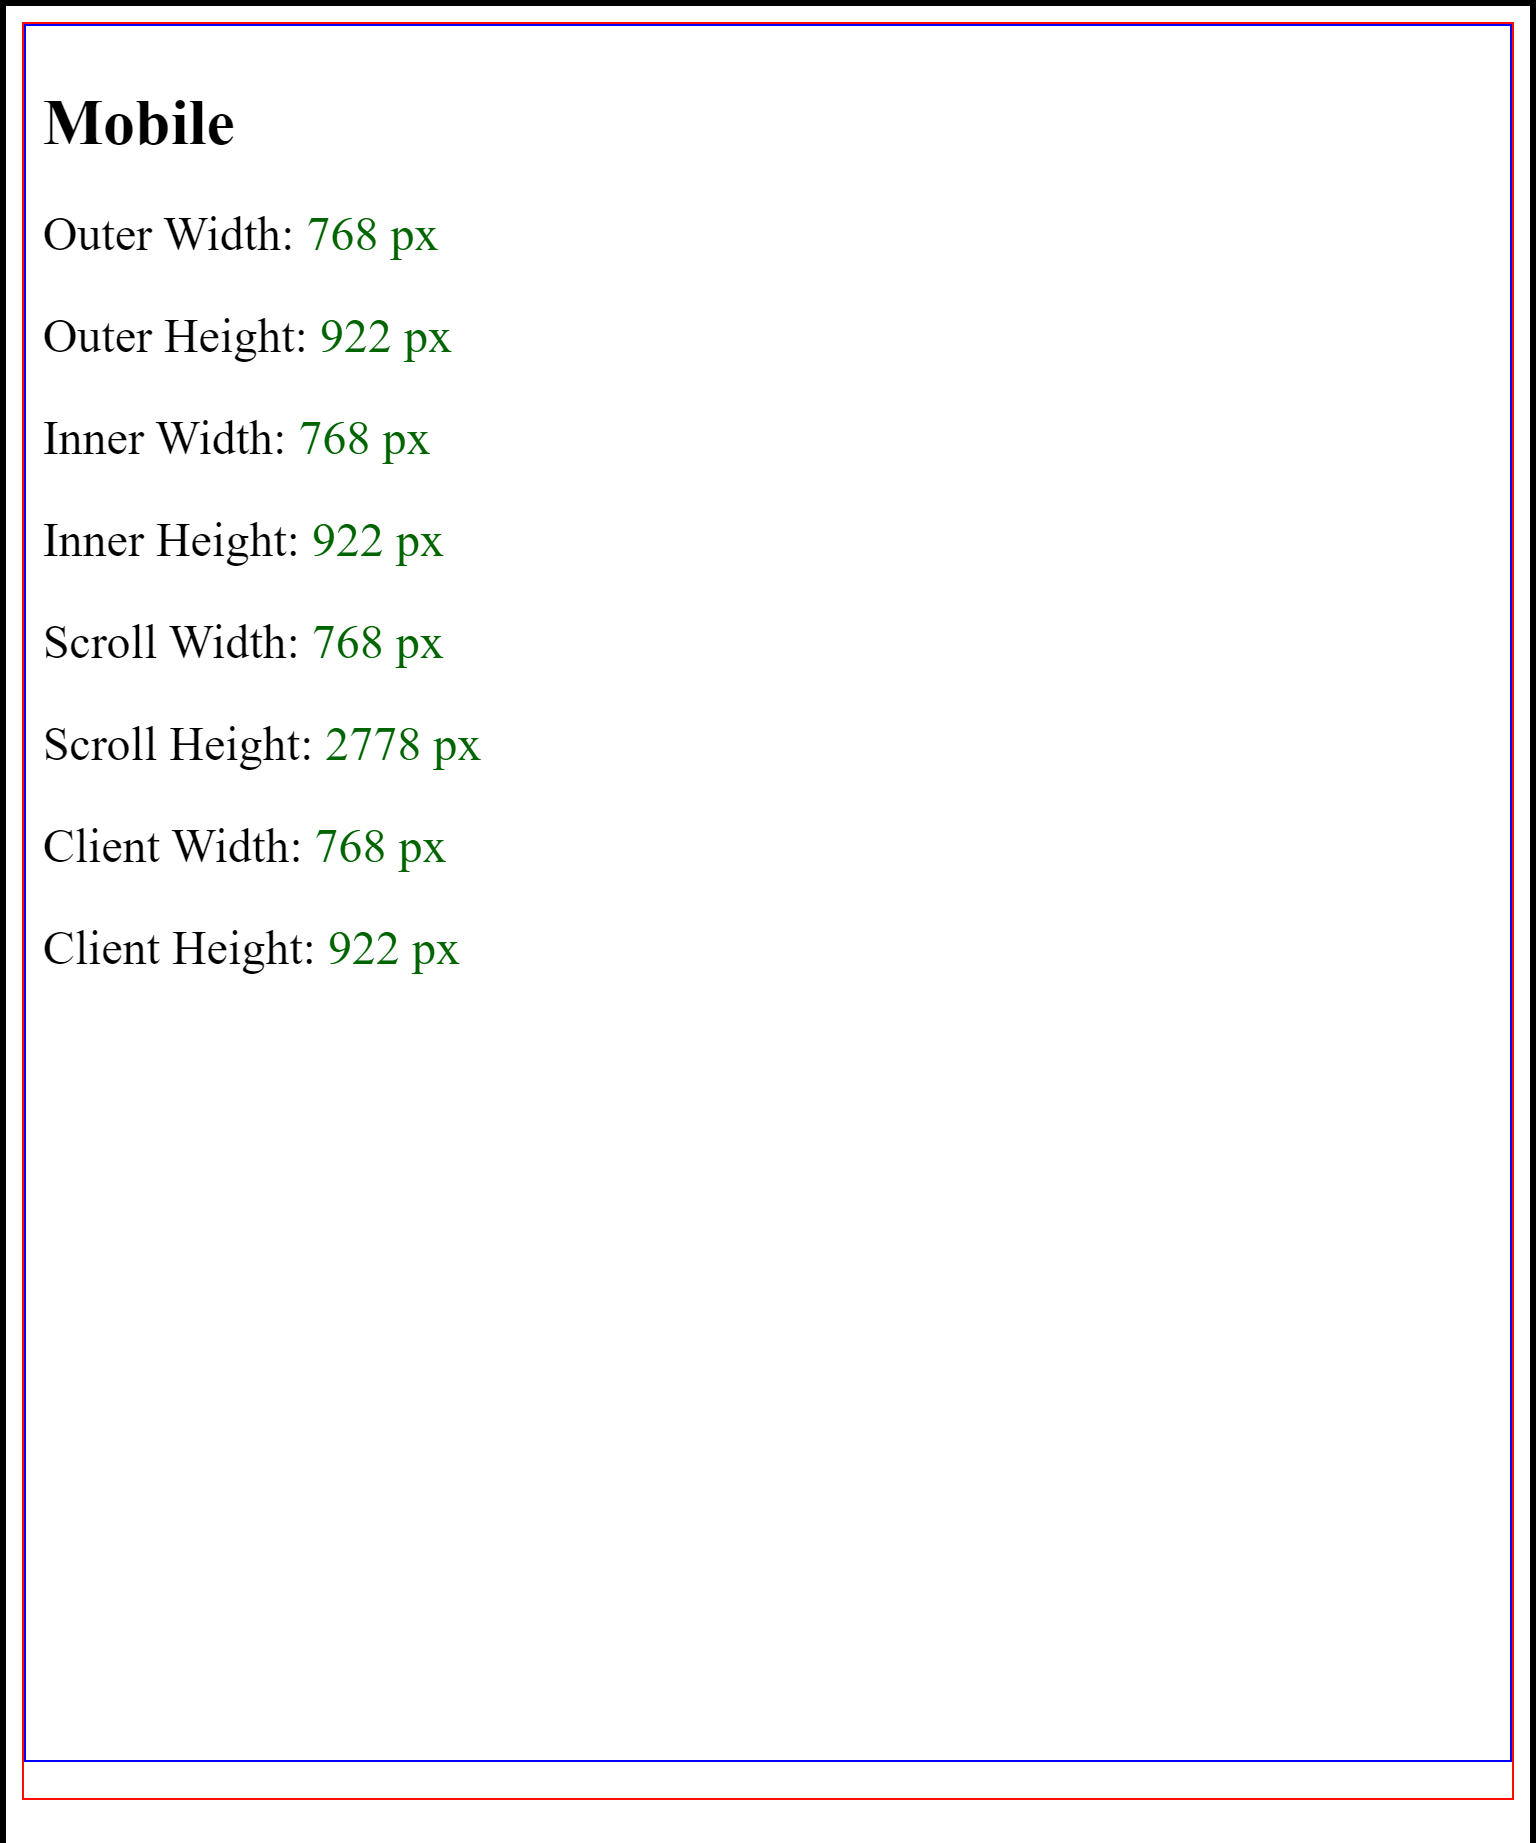 Mobile
Outer Width: 768 px
Outer Height: 922 px
Inner Width: 768 px
Inner Height: 922 px
Scroll Width: 768 px
Scroll Height: 2778 px
Client Width: 768 px
Client Height: 922 px